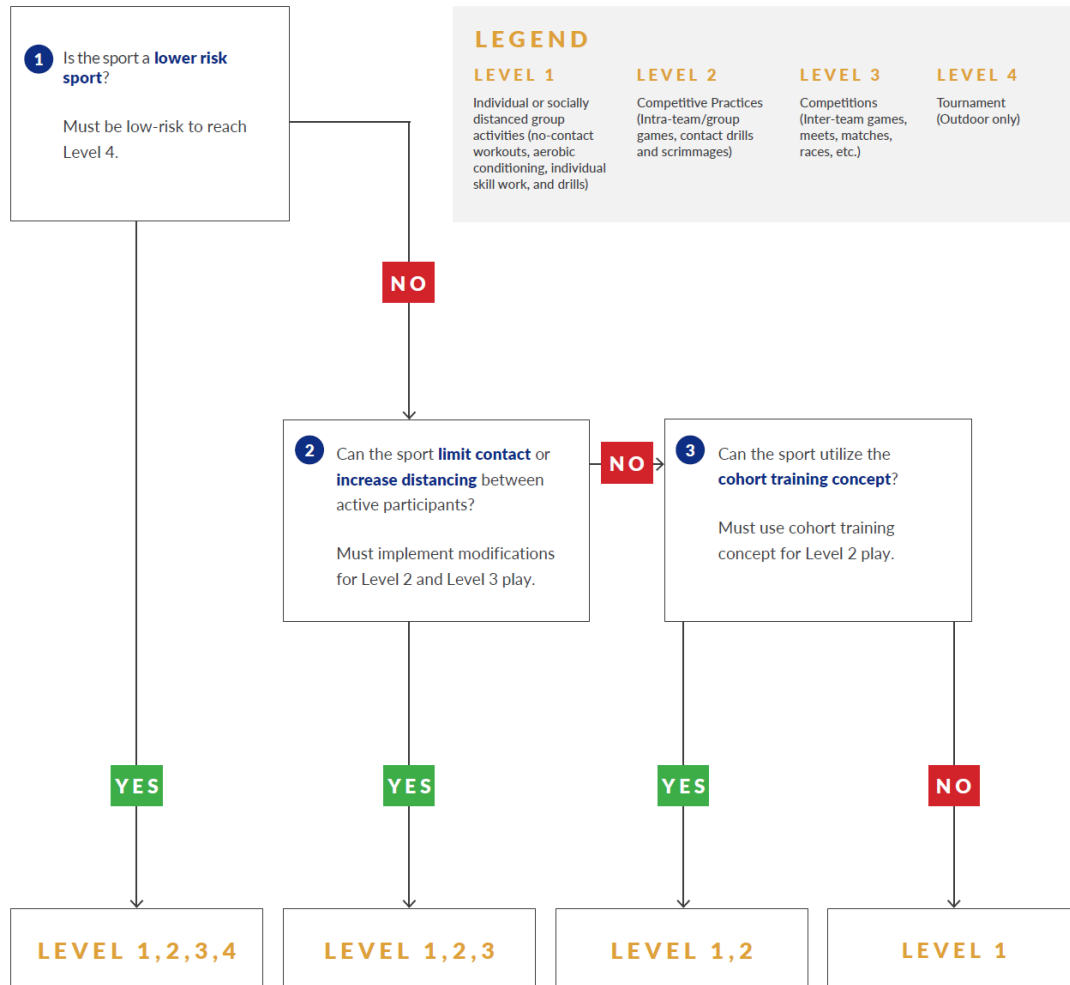 1
Is the sport a lower risk
sport?
Must be low-risk to reach
Level 4.
LEGEND
LEVEL 1
Individual or socially
distanced group
activities (no-contact
workouts, aerobic
conditioning, individual
skill work, and drills)
LEVEL 2
Competitive Practices
(Intra-team/group
games, contact drills
and scrimmages)
LEVEL 3
Competitions
(Inter-team games,
meets, matches,
races, etc.)
LEVEL 4
Tournament
(Outdoor only)
NO
2
Can the sport limit contact or
increase distancing between
active participants?
Must implement modifications
for Level 2 and Level 3 play.
NO
3
Can the sport utilize the
cohort training concept?
Must use cohort training
concept for Level 2 play.
YES
YES
YES
NO
LEVEL 1,2,3,4
LEVEL 1,2,3
LEVEL 1,2
LEVEL 1